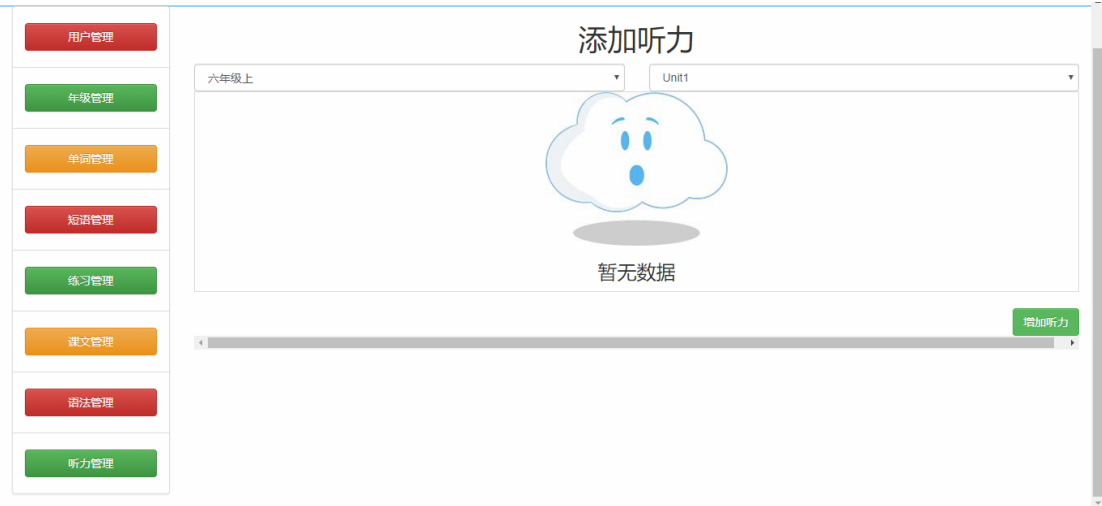 用户管理
年级管理
单词管理
短语管理
练习管理
课文管理
语法管理
听力管理
添加听力
六年级上
Unit1
暂无数据
增加听力